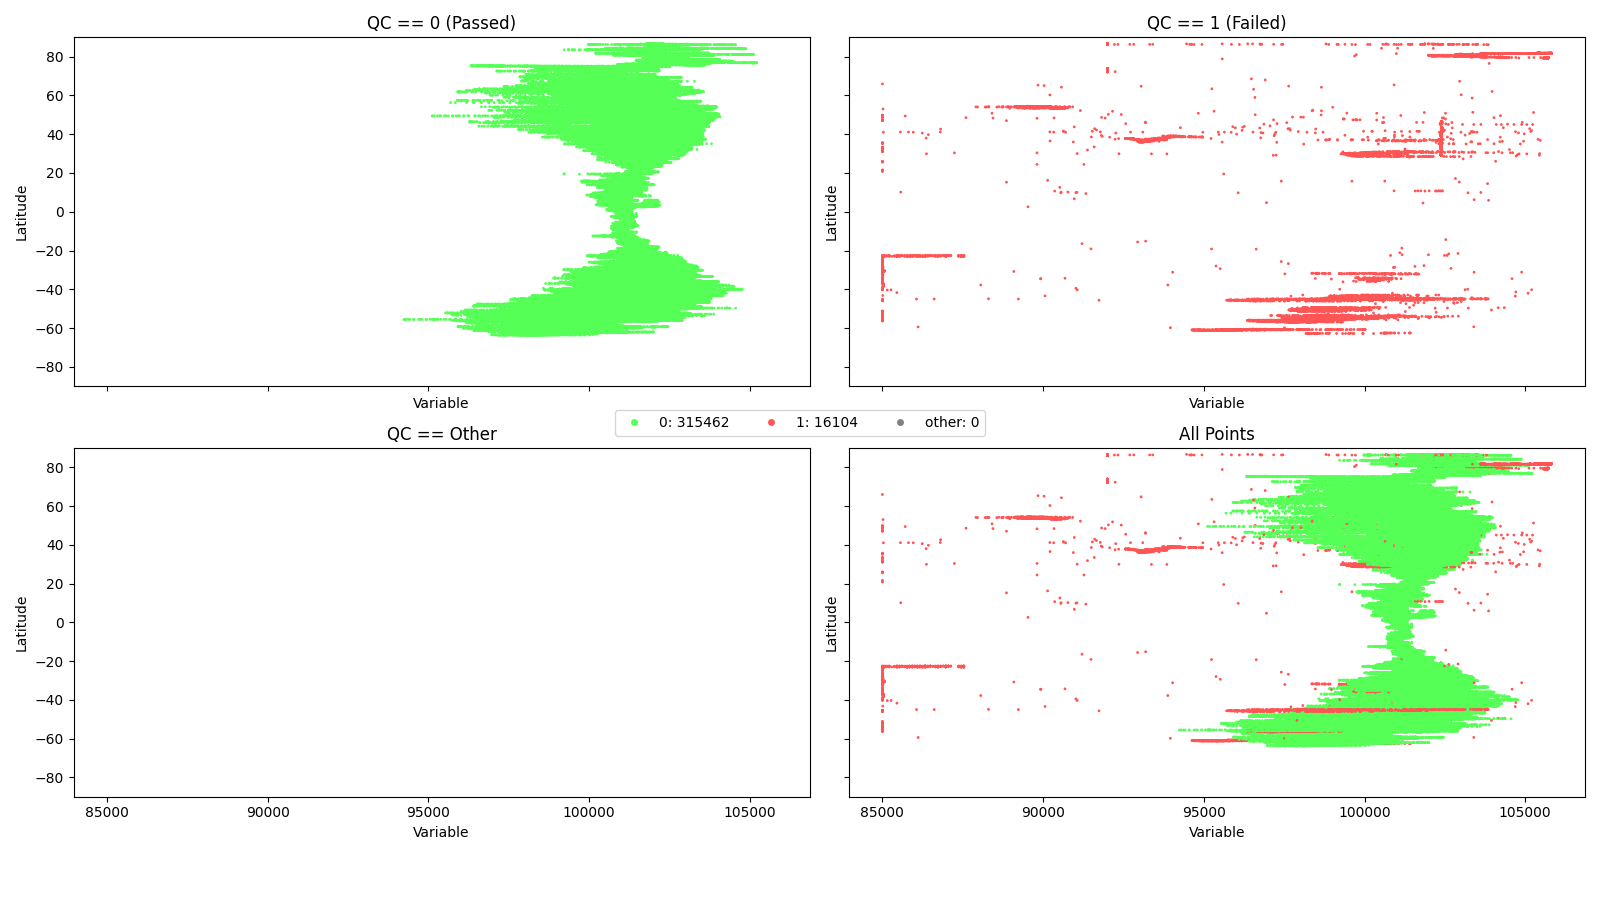 QC == 0 (Passed)
QC == 1 (Failed)
80
60
40
20
0
−20
−40
−60
−80
Latitude
Latitude
Variable
Variable
0: 315462 1: 16104 other: 0
QC == Other
All Points
80
60
40
20
0
−20
−40
−60
−80
Latitude
Latitude
85000 90000 95000 100000 105000
85000 90000 95000 100000 105000
Variable
Variable